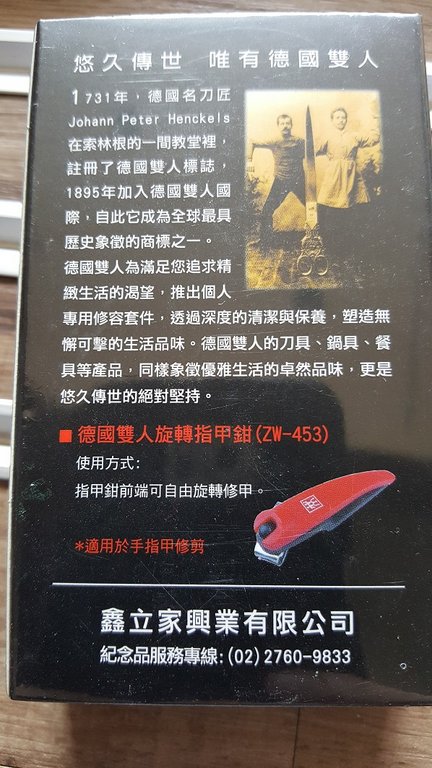 悠久傳世 唯有德國雙人
1731年，德國名刀匠
Johann Peter Henckels
在索林根的一間教堂裡，
註冊了德國雙人標誌，
1895年加入德國雙人國
際，自此它成為全球最具
歷史象徵的商標之一。
德國雙人為滿足您追求精
緻生活的渴望，推出個人
專用修容套件，透過深度的清潔與保養，塑造無
懈可擊的生活品味。德國雙人的刀具、鍋具、餐
具等產品，同樣象徵優雅生活的卓然品味，更是
悠久傳世的絕對堅持。
■德國雙人旋轉指甲鉗(ZW-453)
使用方式:
指甲鉗前端可自由旋轉修甲。
*適用於手指甲修剪
鑫立家興業有限公司
紀念品服務專線:(02)2760-9833